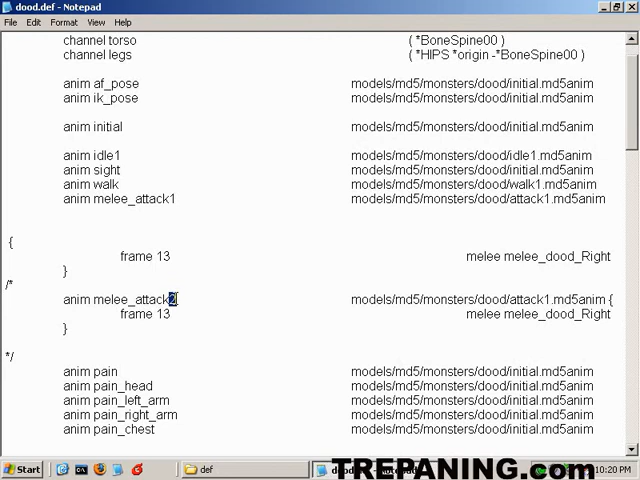 dood.def - Notepad
File Edit Format View Help
channel torso ( *BoneSpine00 )
channel legs ( *HIPS *origin -*BoneSpine00 )
anim af_pose models/md5/monsters/dood/initial.md5anim
anim ik_pose models/md5/monsters/dood/initial.md5anim
anim initial models/md5/monsters/dood/initial.md5anim
anim idle1 models/md5/monsters/dood/idle1.md5anim
anim sight models/md5/monsters/dood/initial.md5anim
anim walk models/md5/monsters/dood/walk1.md5anim
anim melee_attack1 models/md5/monsters/dood/attack1.md5anim
{
frame 13 melee melee_dood_Right
}
/*
anim melee_attack2 models/md5/monsters/dood/attack1.md5anim {
frame 13 melee melee_dood_Right
}
*/
anim pain models/md5/monsters/dood/initial.md5anim
anim pain_head models/md5/monsters/dood/initial.md5anim
anim pain_left_arm models/md5/monsters/dood/initial.md5anim
anim pain_right_arm models/md5/monsters/dood/initial.md5anim
anim pain_chest models/md5/monsters/dood/initial.md5anim
Start def 10:20 PM
TREPANING.com